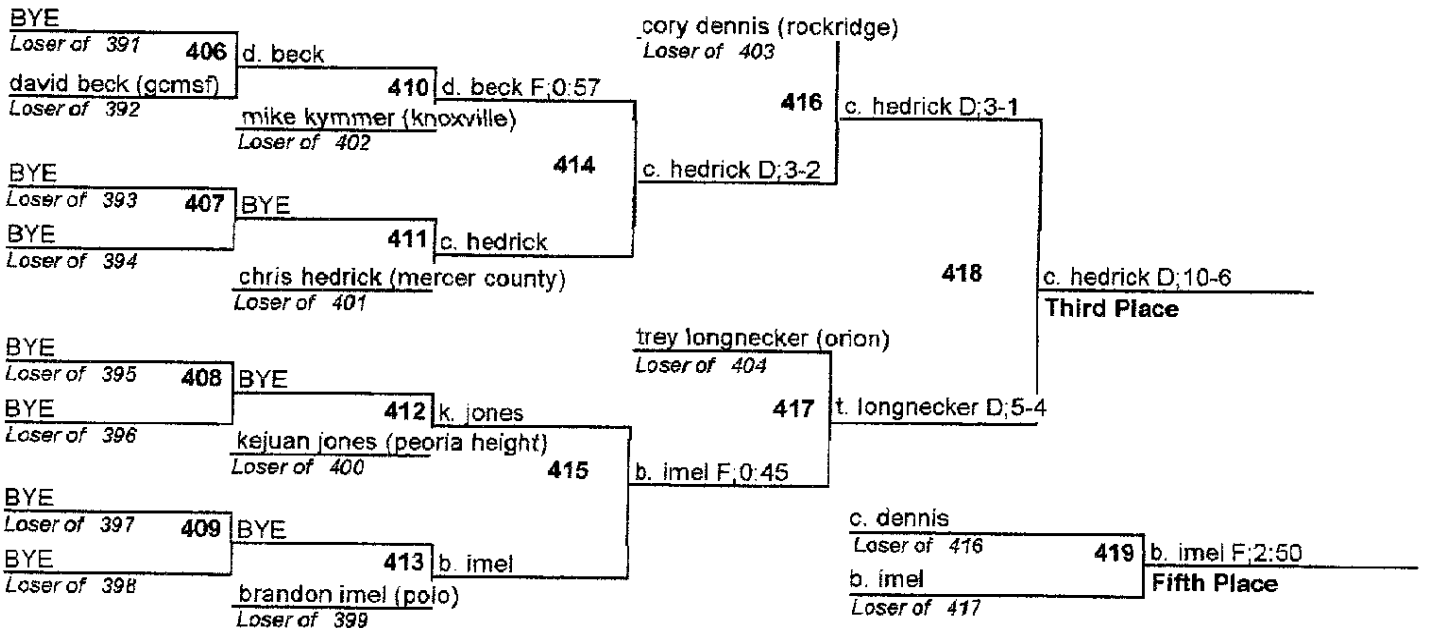 BYE
Loser of 391
406
d. beck
david beck (gcmsf)
Loser of 392
410
d. beck F;0:57
mike kymmer (knoxville)
Loser of 402
414
c. hedrick D;3-2
BYE
Loser of 393
407
BYE
BYE
Loser of 394
411
c. hedrick
chris hedrick (mercer county)
Loser of 401
cory dennis (rockridge)
Loser of 403
416
c. hedrick D;3-1
418
c. hedrick D;10-6
Third Place
BYE
Loser of 395
408
BYE
BYE
Loser of 396
412
k. jones
kejuan jones (peoria height)
Loser of 400
415
b. imel F;0:45
BYE
Loser of 397
409
BYE
BYE
Loser of 398
413
b. imel
brandon imel (polo)
Loser of 399
trey longnecker (orion)
Loser of 404
417
t. longnecker D;5-4
c. dennis
Loser of 416
419
b. imel F;2:50
Fifth Place
b. imel
Loser of 417